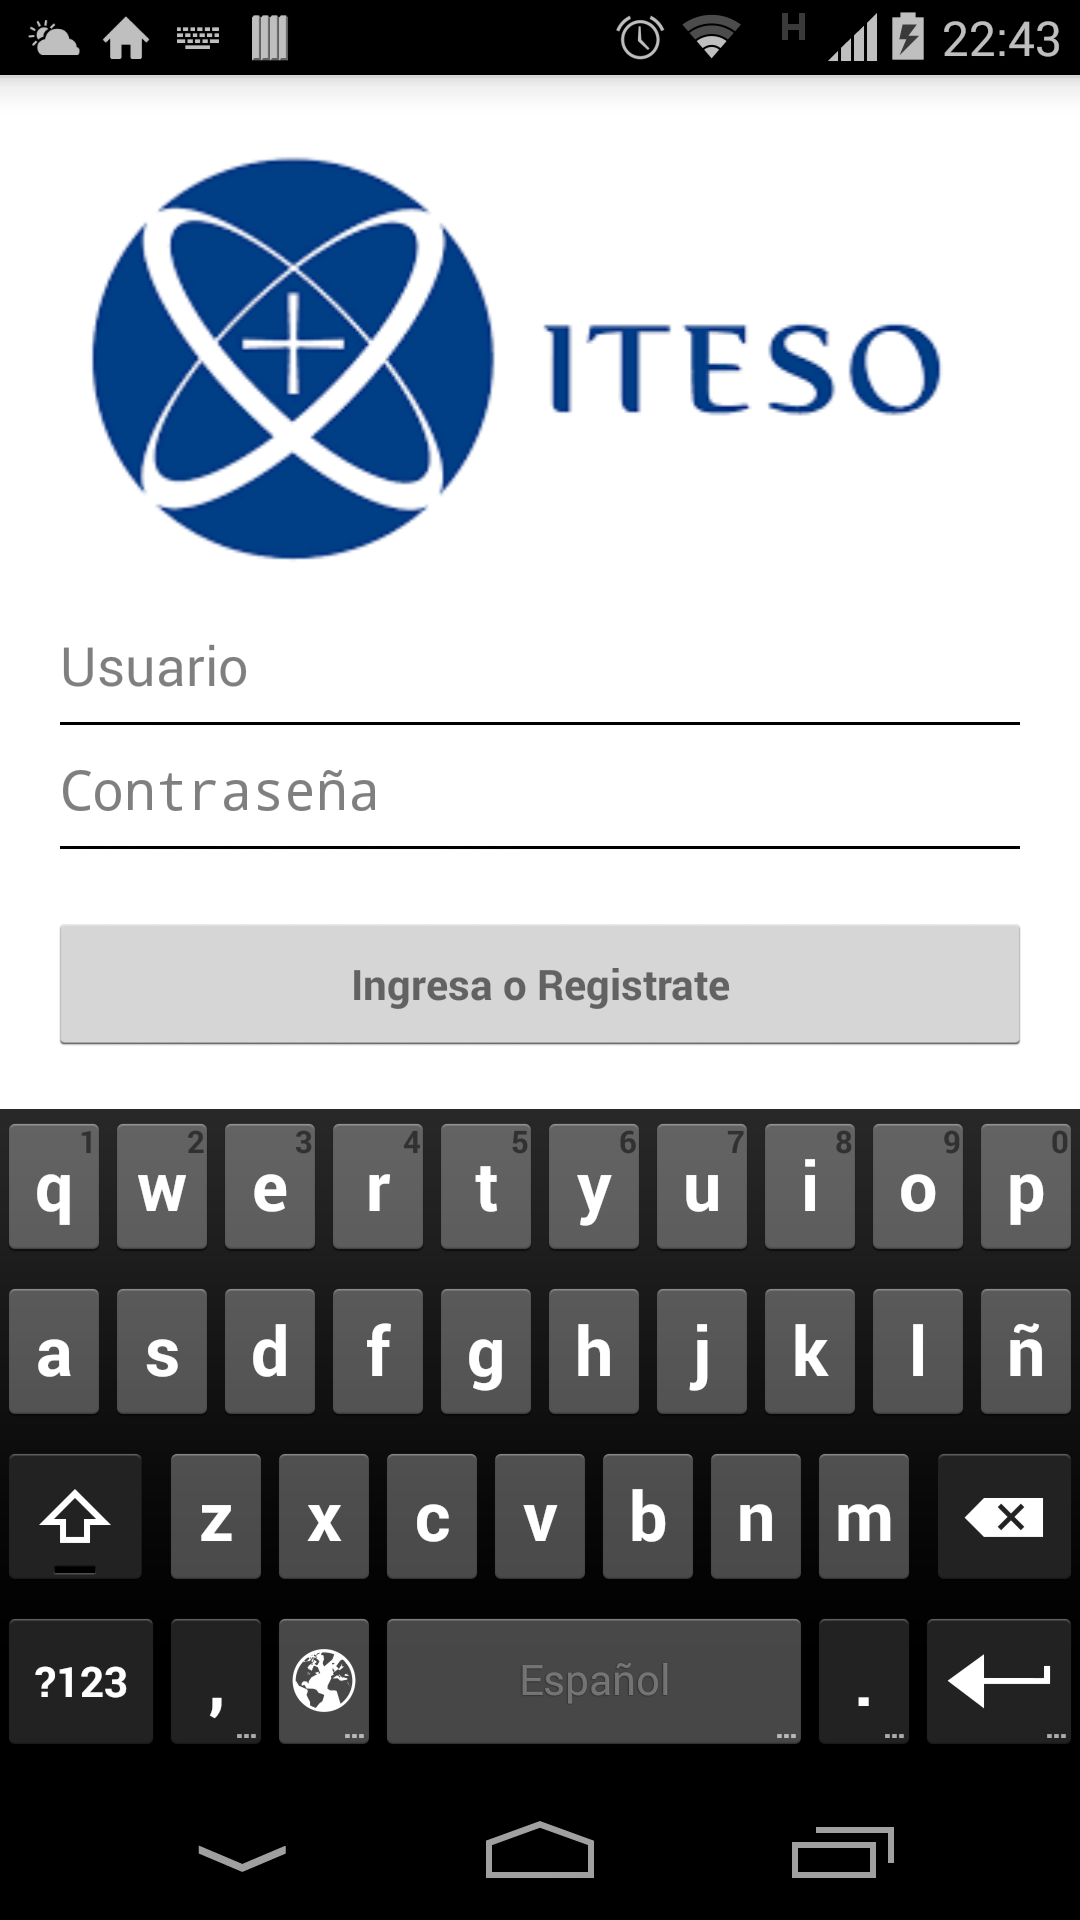 H 22:43
ITESO
Usuario
Contraseña
Ingresa o Registrate
1 2 3 4 5 6 7 8 9 0
q w e r t y u i o p
a s d f g h j k l ñ
z x c v b n m
?123 , Español .